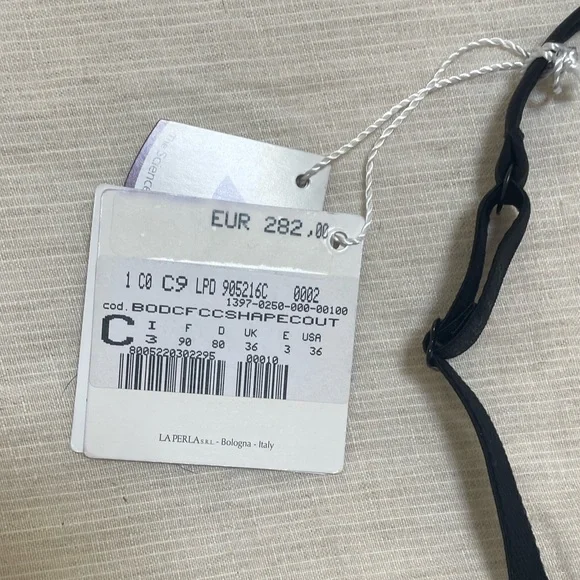 EUR 282,00
1 C0 C9 LPD 905216C 0002
1397-0250-000-00100
cod. BODCFCCSHAPECOUT
C I F D UK E USA
3 90 80 36 3 36
8005220302295 00010
LA PERLA S.R.L. - Bologna - Italy